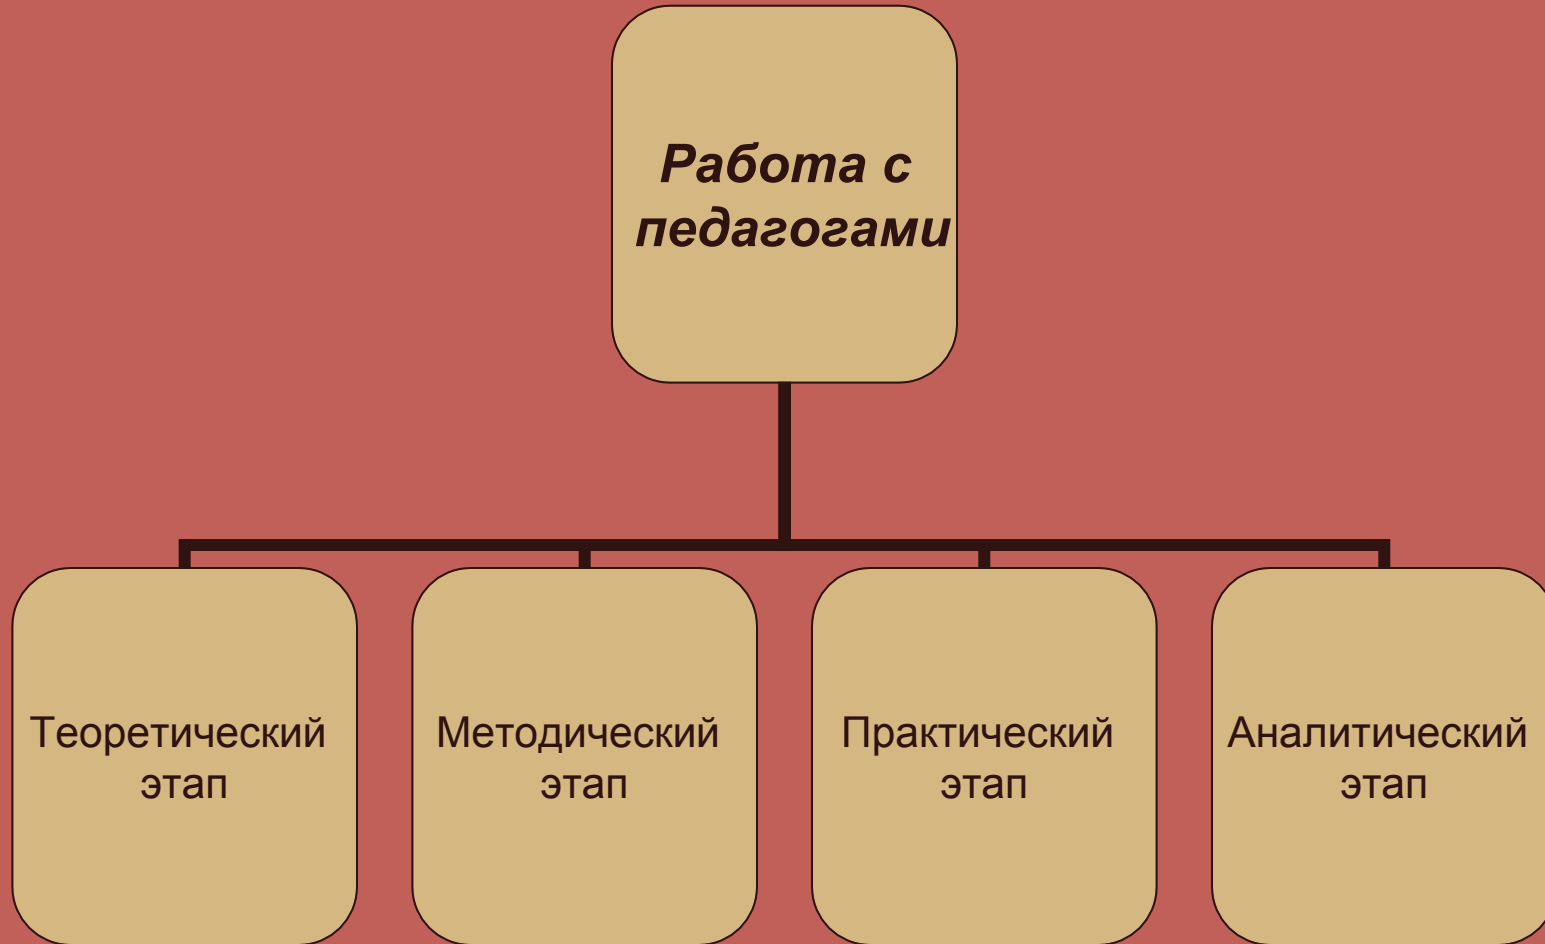 Работа с
педагогами
Теоретический
этап
Методический
этап
Практический
этап
Аналитический
этап